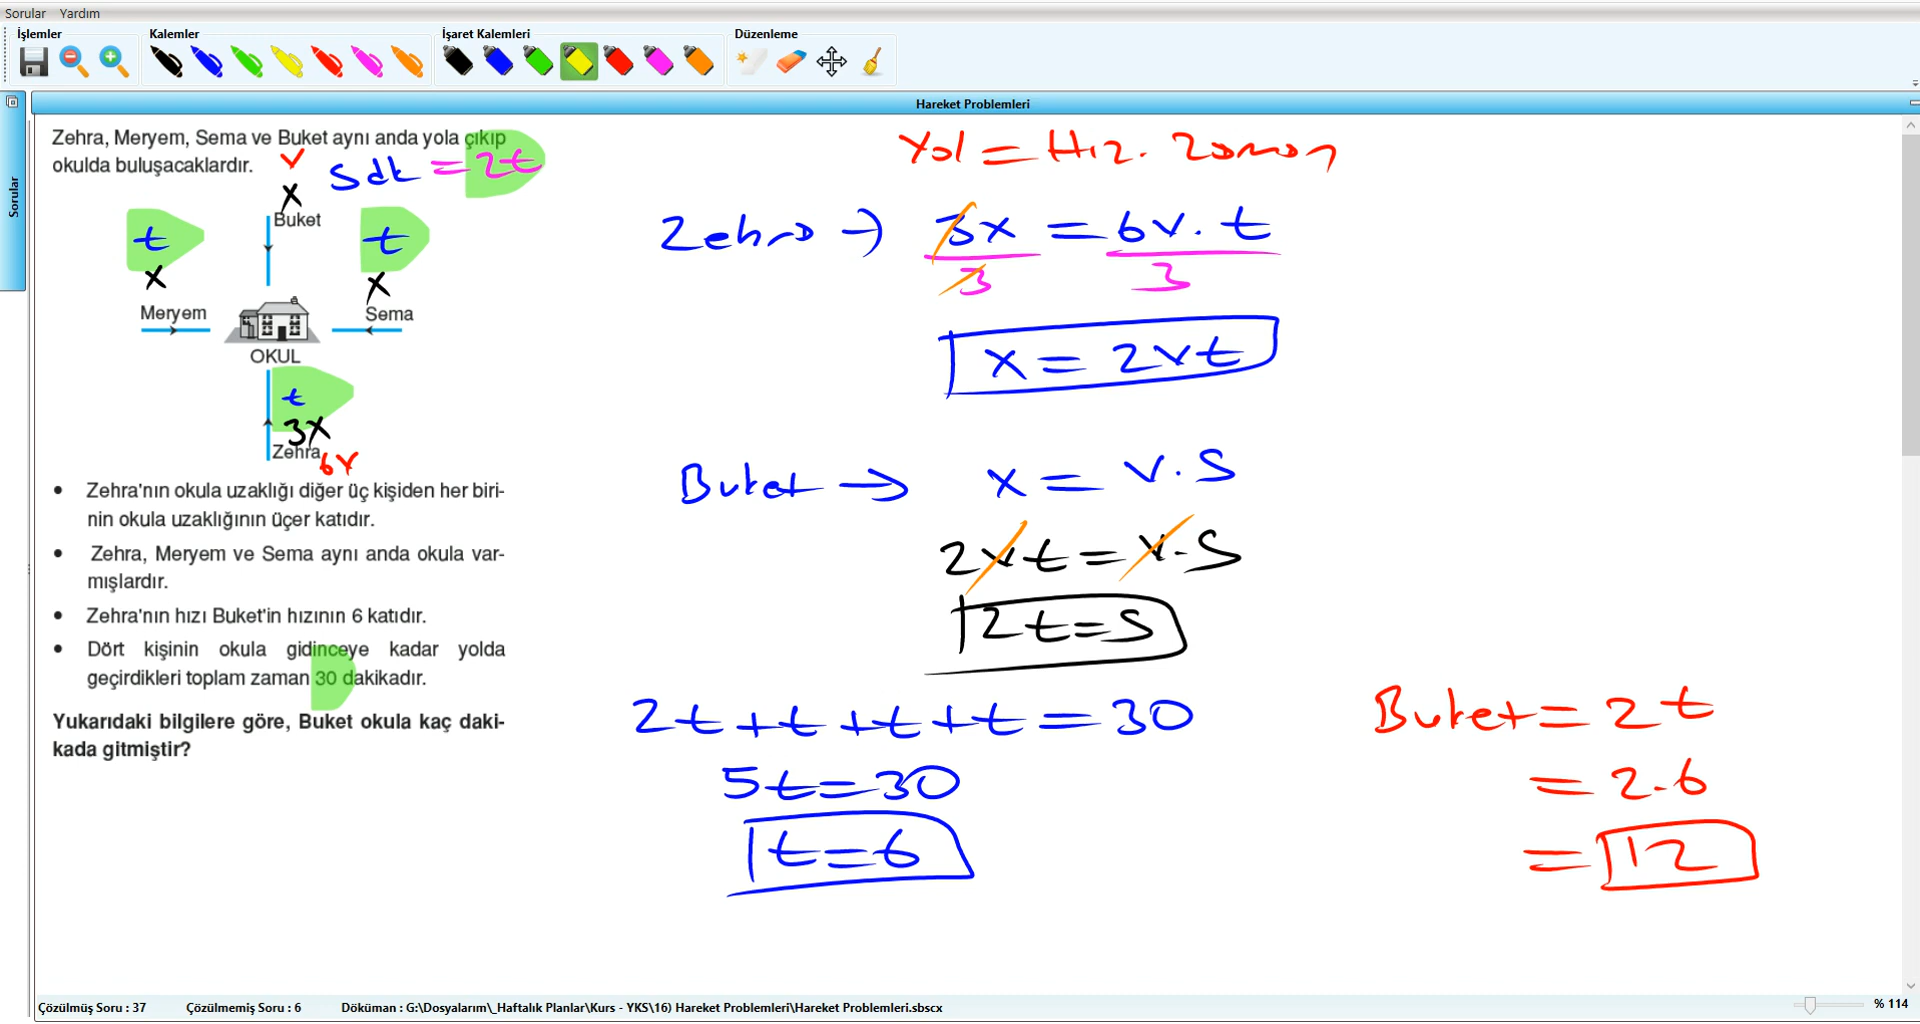 Sorular Yardım
İşlemler Kalemler İşaret Kalemleri Düzenleme
Sorular
Hareket Problemleri
Zehra, Meryem, Sema ve Buket aynı anda yola çıkıp
okulda buluşacaklardır.
v
S dk = 2t
x
Buket
t
t
x
x
Meryem
Sema
OKUL
t
3x
Zehra
6v
• Zehra'nın okula uzaklığı diğer üç kişiden her biri-
nin okula uzaklığının üçer katıdır.
• Zehra, Meryem ve Sema aynı anda okula var-
mışlardır.
• Zehra'nın hızı Buket'in hızının 6 katıdır.
• Dört kişinin okula gidinceye kadar yolda
geçirdikleri toplam zaman 30 dakikadır.
Yukarıdaki bilgilere göre, Buket okula kaç daki-
kada gitmiştir?
Yol = Hız. Zaman
Zehra → 3x = 6v. t
3 3
x = 2vt
Buket → x = v. S
2vt = v. S
2t = S
2t + t + t + t = 30
5t = 30
t = 6
Buket = 2t
= 2.6
= 12
Çözülmüş Soru : 37 Çözülmemiş Soru : 6 Döküman : G:\Dosyalarım\_Haftalık Planlar\Kurs - YKS\16) Hareket Problemleri\Hareket Problemleri.sbscx % 114